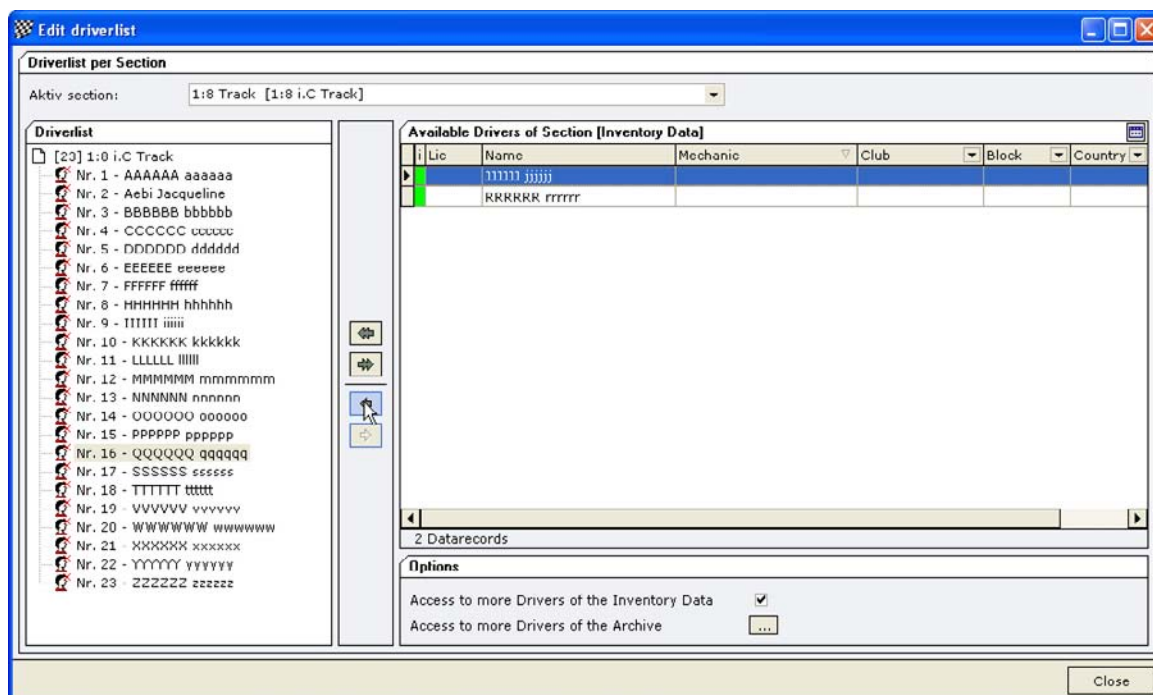 Edit driverlist
Driverlist per Section
Aktiv section: 1:8 Track [1:8 i.C Track]
Driverlist
[23] 1:8 i.C Track
Nr. 1 - AAAAAA aaaaaa
Nr. 2 - Aebi Jacqueline
Nr. 3 - BBBBBB bbbbbb
Nr. 4 - CCCCCC cccccc
Nr. 5 - DDDDDD dddddd
Nr. 6 - EEEEEE eeeeee
Nr. 7 - FFFFFF ffffff
Nr. 8 - HHHHHH hhhhhh
Nr. 9 - IIIIII iiiiii
Nr. 10 - KKKKKK kkkkkk
Nr. 11 - LLLLLL llllll
Nr. 12 - MMMMMM mmmmmm
Nr. 13 - NNNNNN nnnnnn
Nr. 14 - OOOOOO oooooo
Nr. 15 - PPPPPP pppppp
Nr. 16 - QQQQQQ qqqqqq
Nr. 17 - SSSSSS ssssss
Nr. 18 - TTTTTT tttttt
Nr. 19 - VVVVVV vvvvvv
Nr. 20 - WWWWWW wwwwww
Nr. 21 - XXXXXX xxxxxx
Nr. 22 - YYYYYY yyyyyy
Nr. 23 - ZZZZZZ zzzzzz
Available Drivers of Section [Inventory Data]
i Lic Name Mechanic Club Block Country
JJJJJJ jjjjjj
RRRRRR rrrrrr
2 Datarecords
Options
Access to more Drivers of the Inventory Data
Access to more Drivers of the Archive ...
Close